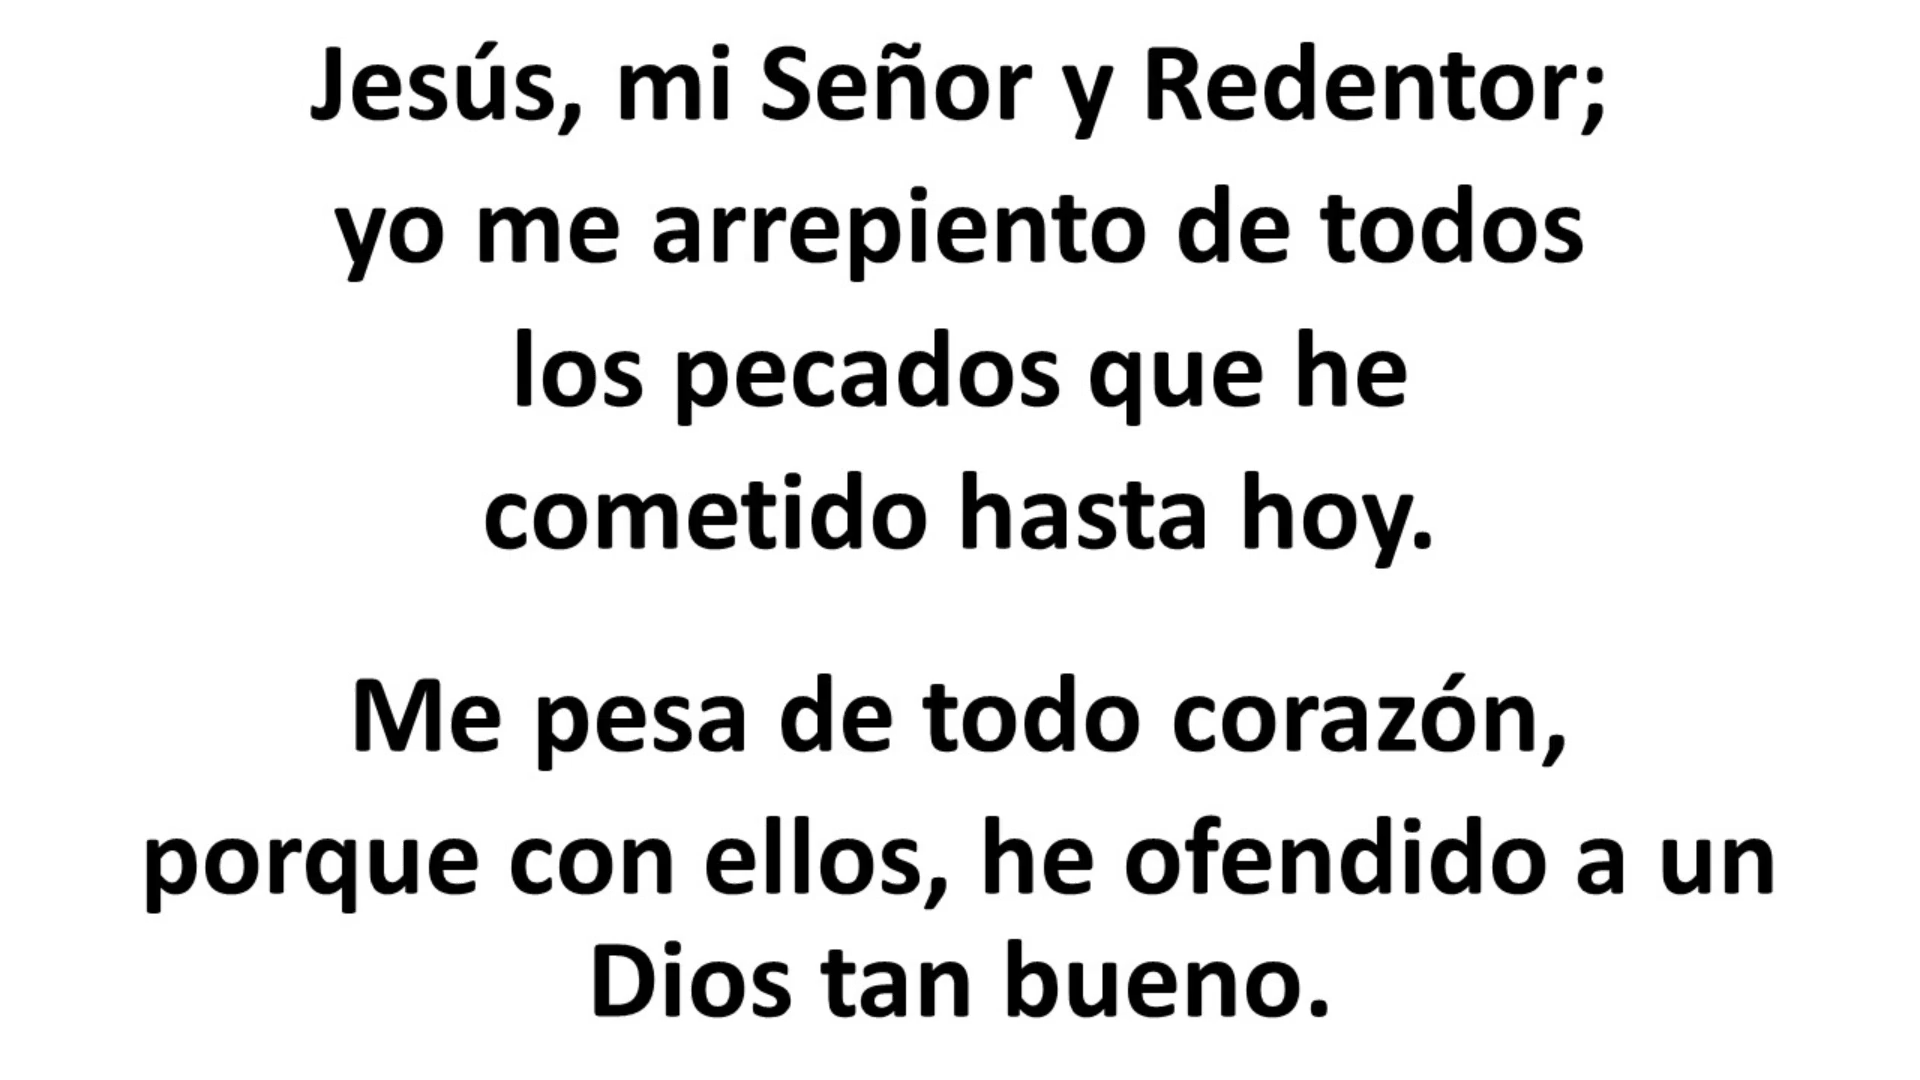 Jesús, mi Señor y Redentor;
yo me arrepiento de todos
los pecados que he
cometido hasta hoy.
Me pesa de todo corazón,
porque con ellos, he ofendido a un
Dios tan bueno.